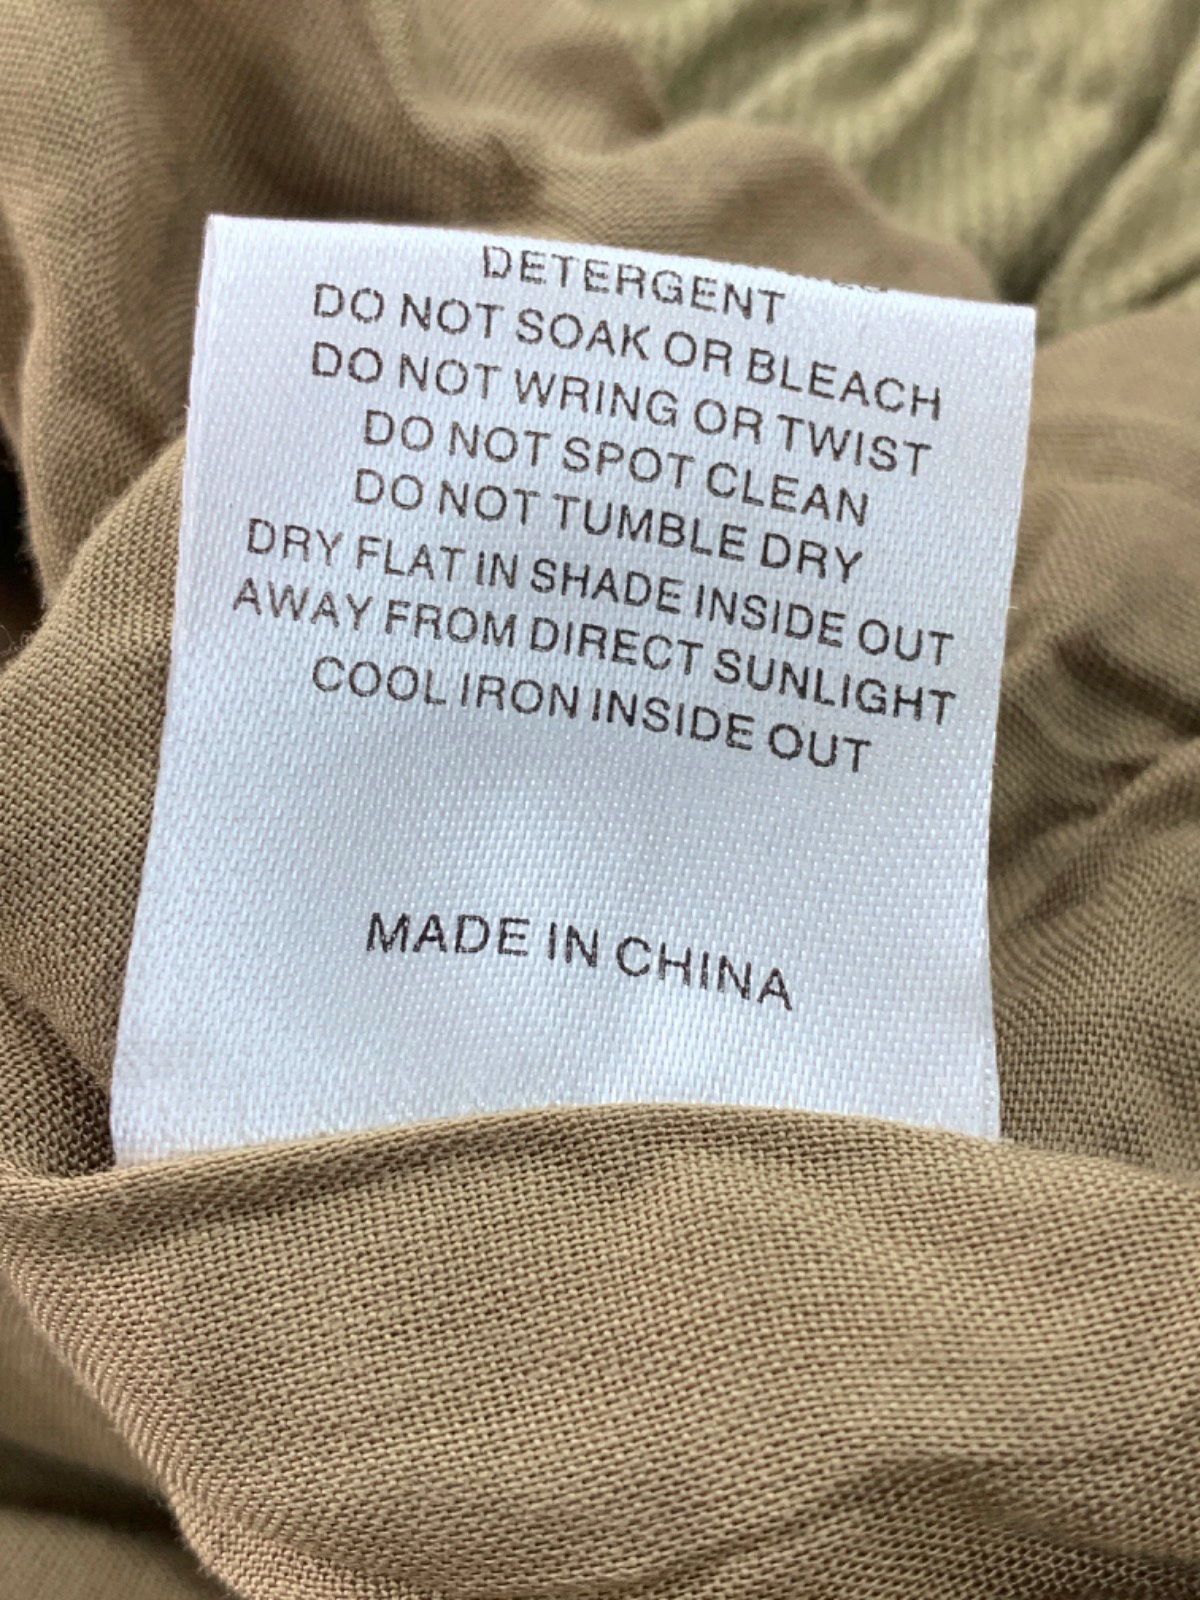 DETERGENT
DO NOT SOAK OR BLEACH
DO NOT WRING OR TWIST
DO NOT SPOT CLEAN
DO NOT TUMBLE DRY
DRY FLAT IN SHADE INSIDE OUT
AWAY FROM DIRECT SUNLIGHT
COOL IRON INSIDE OUT
MADE IN CHINA